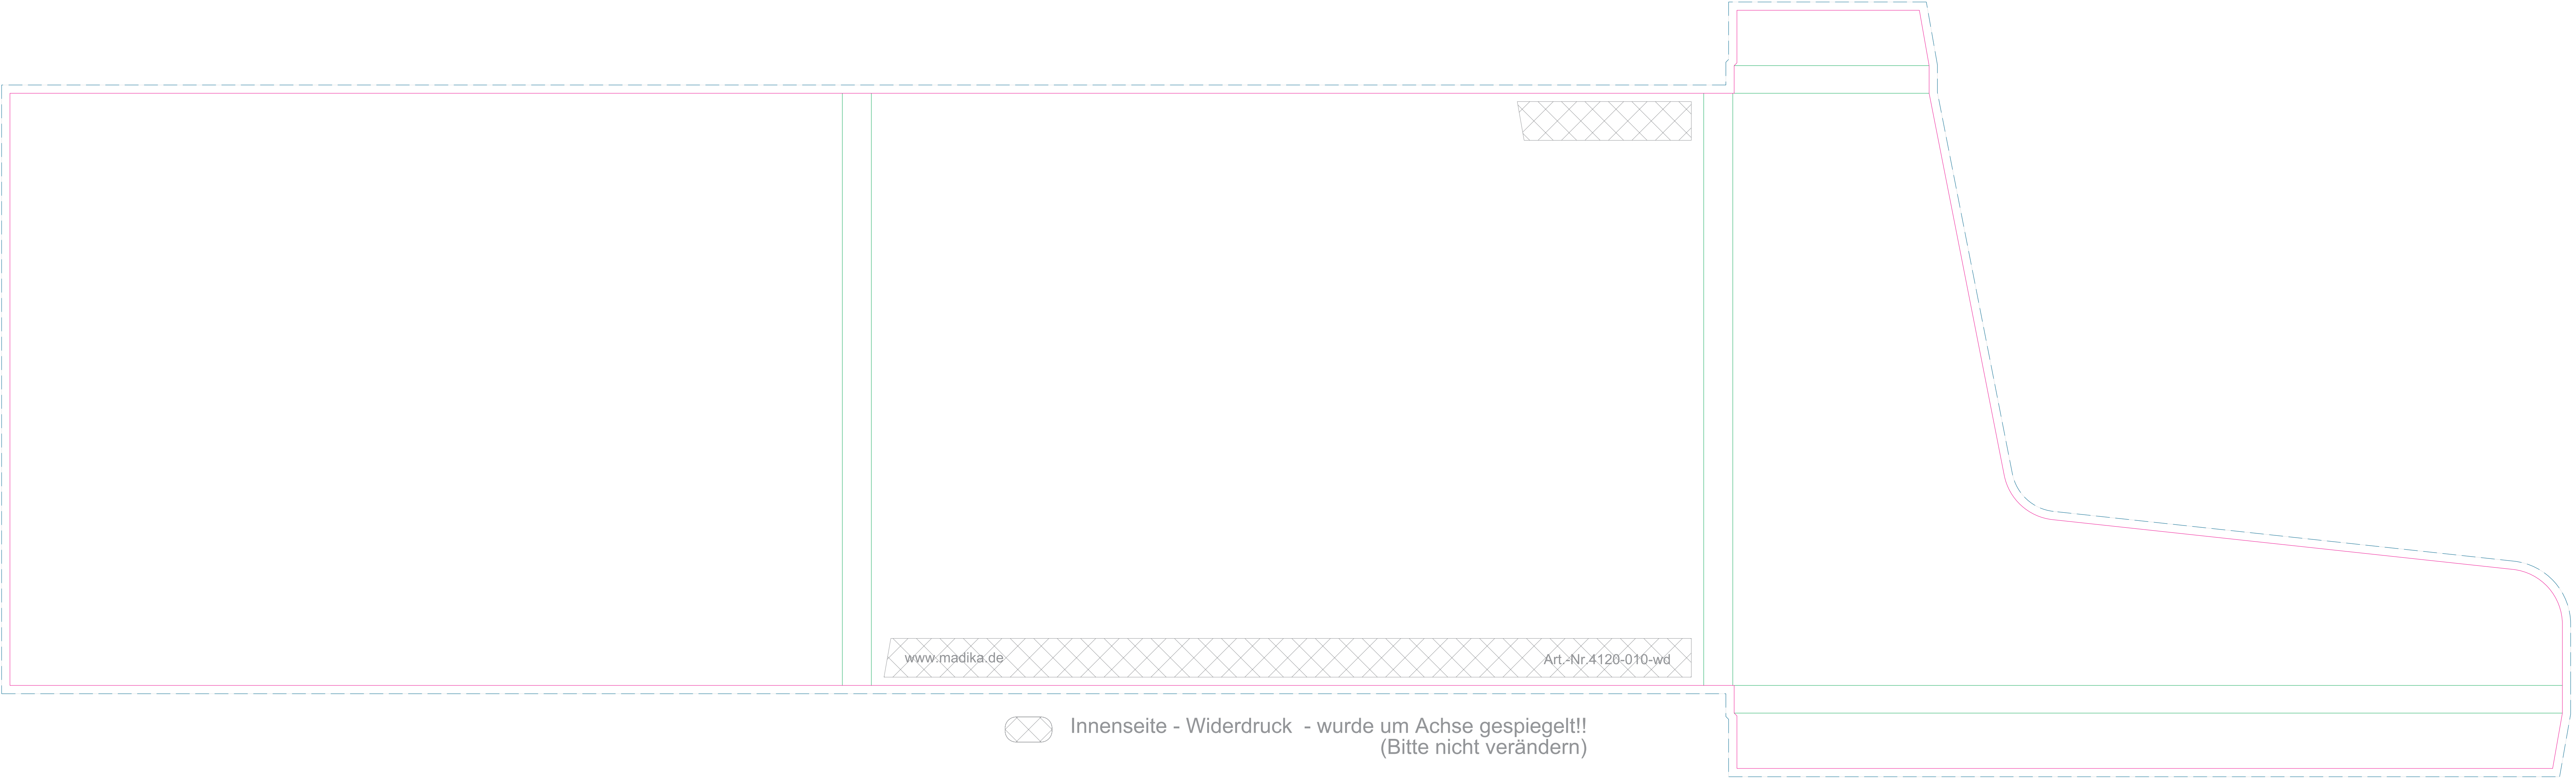 www.madika.de
Art.-Nr.4120-010-wd
Innenseite - Widerdruck - wurde um Achse gespiegelt!!
(Bitte nicht verändern)